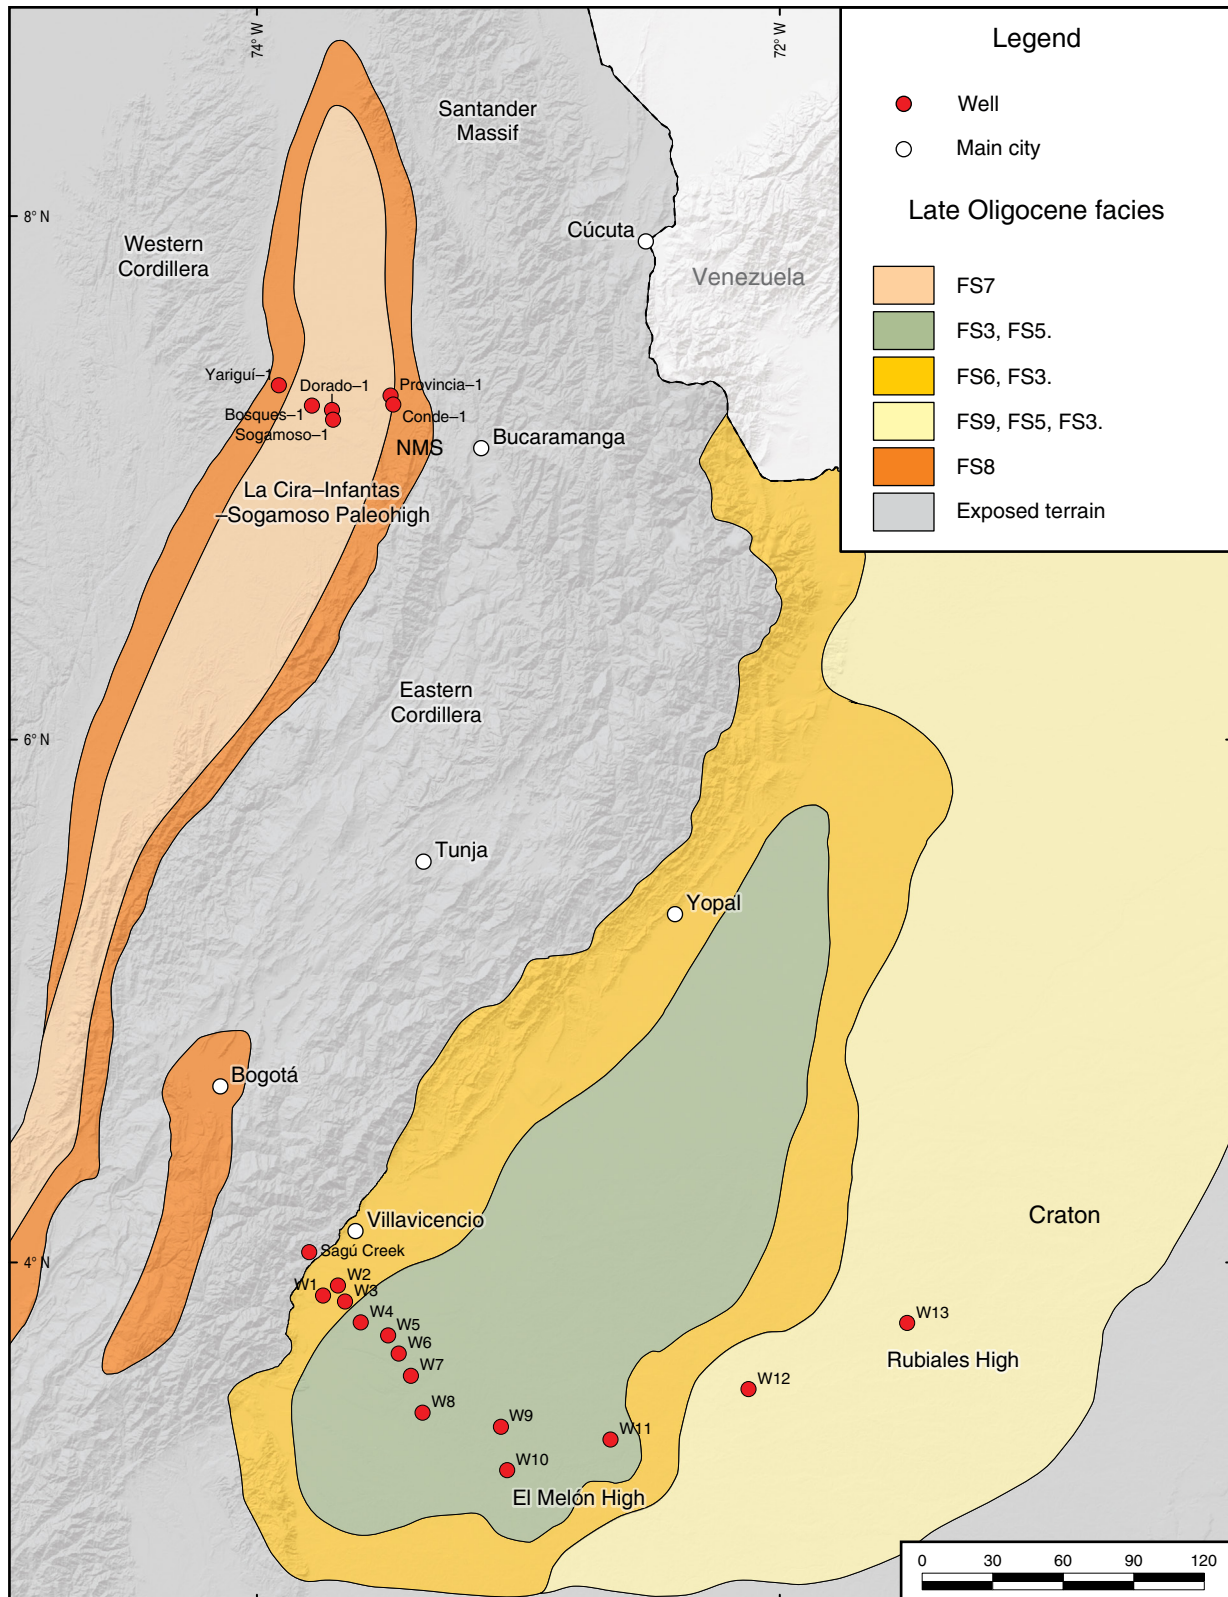 74° W
72° W
Legend
Well
Main city
Late Oligocene facies
FS7
FS3, FS5.
FS6, FS3.
FS9, FS5, FS3.
FS8
Exposed terrain
Santander
Massif
8° N
Western
Cordillera
Cúcuta
Venezuela
Yariguí–1
Dorado–1
Provincia–1
Bosques–1
Conde–1
Sogamoso–1
NMS
Bucaramanga
La Cira–Infantas
–Sogamoso Paleohigh
Eastern
Cordillera
6° N
Tunja
Yopal
Bogotá
Villavicencio
Craton
Sagú Creek
4° N
W2
W1
W3
W4
W5
W6
W7
W8
W9
W10
W11
W12
W13
Rubiales High
El Melón High
0 30 60 90 120